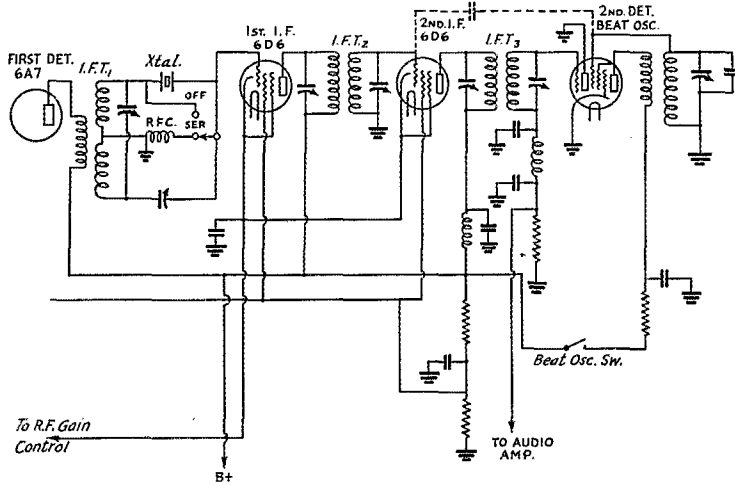 FIRST DET.
6A7
I.F.T.1
Xtal.
OFF
SER
R.F.C.
1ST. I.F.
6D6
I.F.T.2
2ND. I.F.
6D6
I.F.T.3
2ND. DET.
BEAT OSC.
Beat Osc. Sw.
To R.F. Gain
Control
B+
TO AUDIO
AMP.